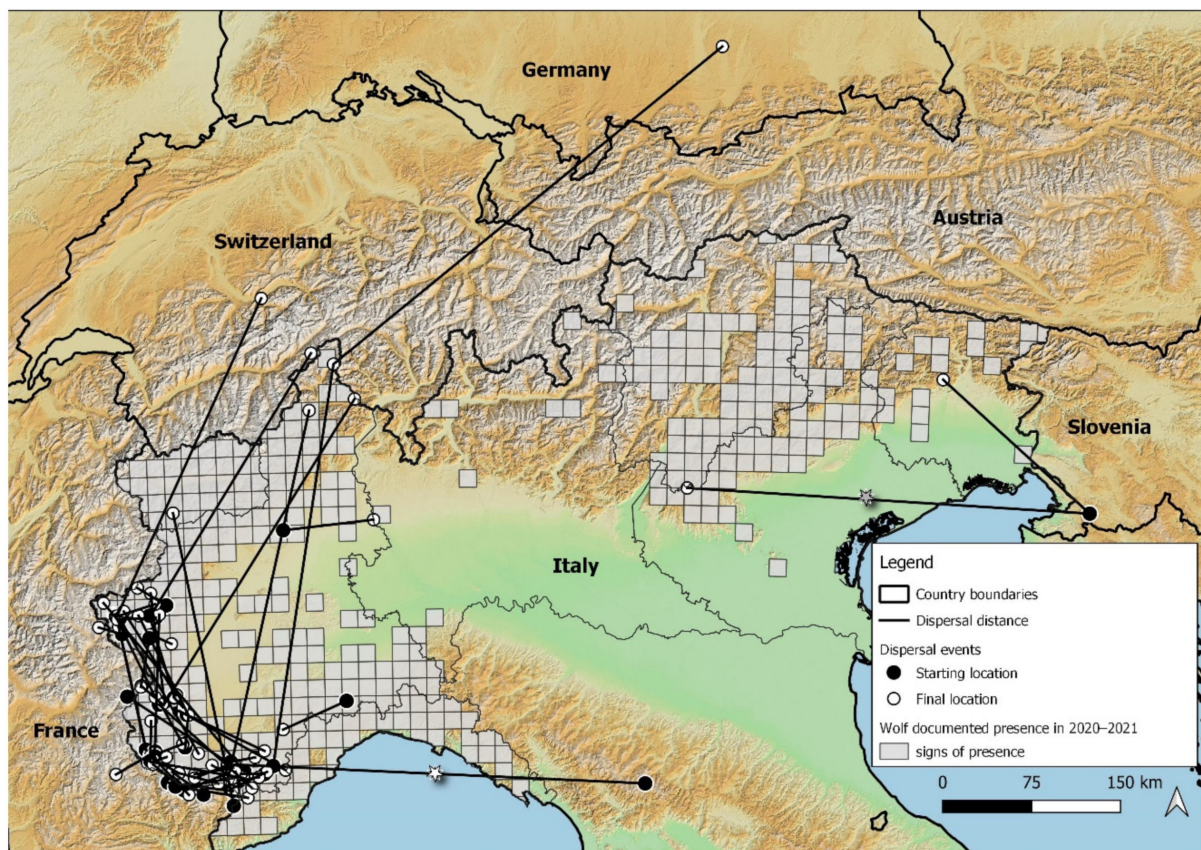 Germany
Austria
Switzerland
Slovenia
Italy
France
Legend
Country boundaries
Dispersal distance
Dispersal events
Starting location
Final location
Wolf documented presence in 2020–2021
signs of presence
0 75 150 km